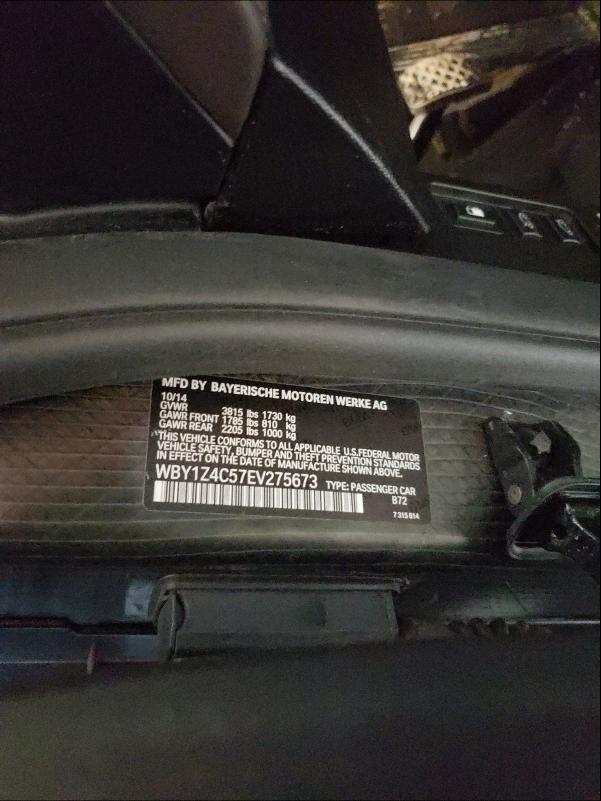 MFD BY BAYERISCHE MOTOREN WERKE AG
10/14
GVWR 3815 lbs 1730 kg
GAWR FRONT 1785 lbs 810 kg
GAWR REAR 2205 lbs 1000 kg
THIS VEHICLE CONFORMS TO ALL APPLICABLE U.S.FEDERAL MOTOR
VEHICLE SAFETY, BUMPER AND THEFT PREVENTION STANDARDS
IN EFFECT ON THE DATE OF MANUFACTURE SHOWN ABOVE.
WBY1Z4C57EV275673 TYPE: PASSENGER CAR
B72
7 315 814